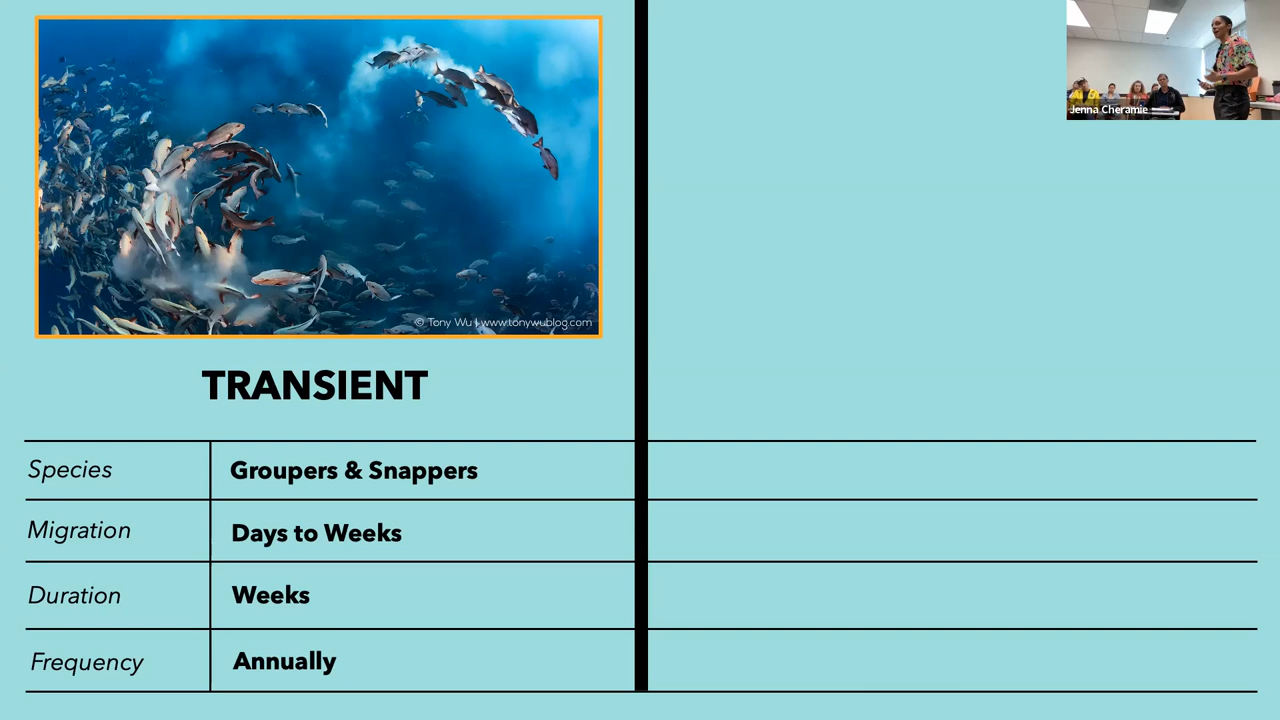 Jenna Cheramie
© Tony Wu | www.tonywublog.com
TRANSIENT
Species Groupers & Snappers
Migration Days to Weeks
Duration Weeks
Frequency Annually